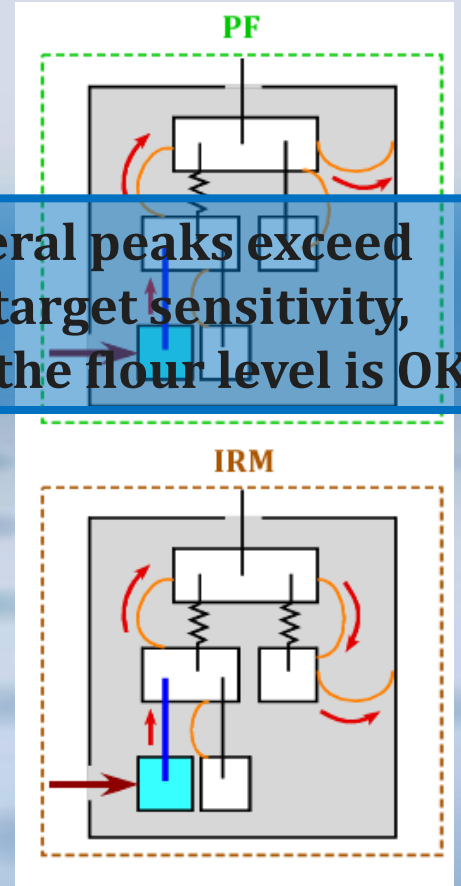 PF
eral peaks exceed
target sensitivity,
the flour level is OK
IRM